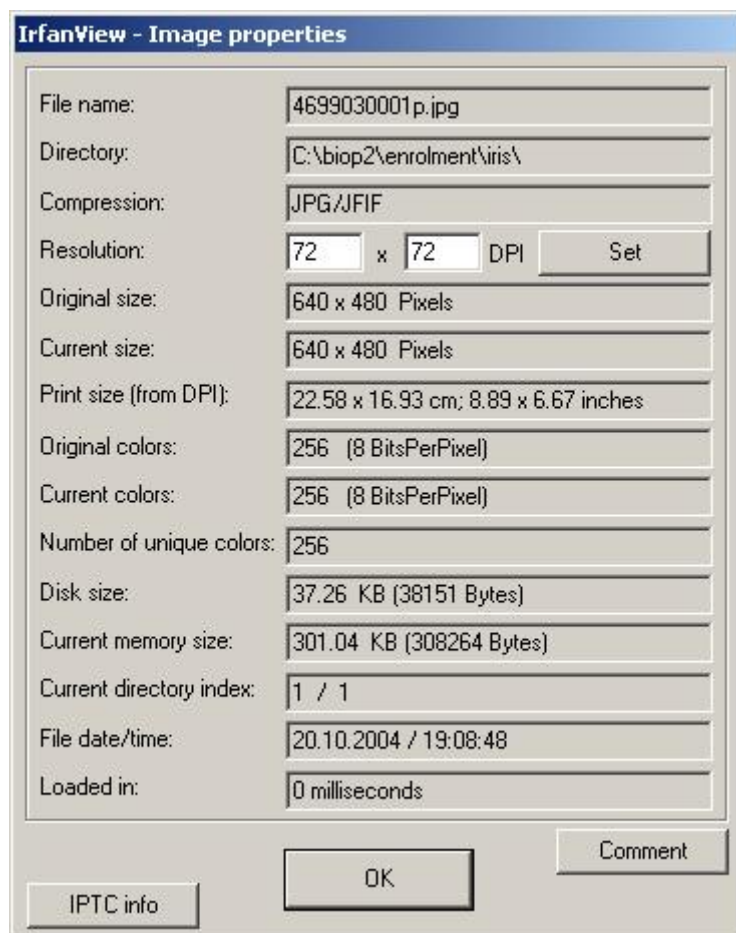 IrfanView - Image properties
File name: 4699030001p.jpg
Directory: C:\biop2\enrolment\iris\
Compression: JPG/JFIF
Resolution: 72 x 72 DPI Set
Original size: 640 x 480 Pixels
Current size: 640 x 480 Pixels
Print size (from DPI): 22.58 x 16.93 cm; 8.89 x 6.67 inches
Original colors: 256 (8 BitsPerPixel)
Current colors: 256 (8 BitsPerPixel)
Number of unique colors: 256
Disk size: 37.26 KB (38151 Bytes)
Current memory size: 301.04 KB (308264 Bytes)
Current directory index: 1 / 1
File date/time: 20.10.2004 / 19:08:48
Loaded in: 0 milliseconds
Comment
OK
IPTC info